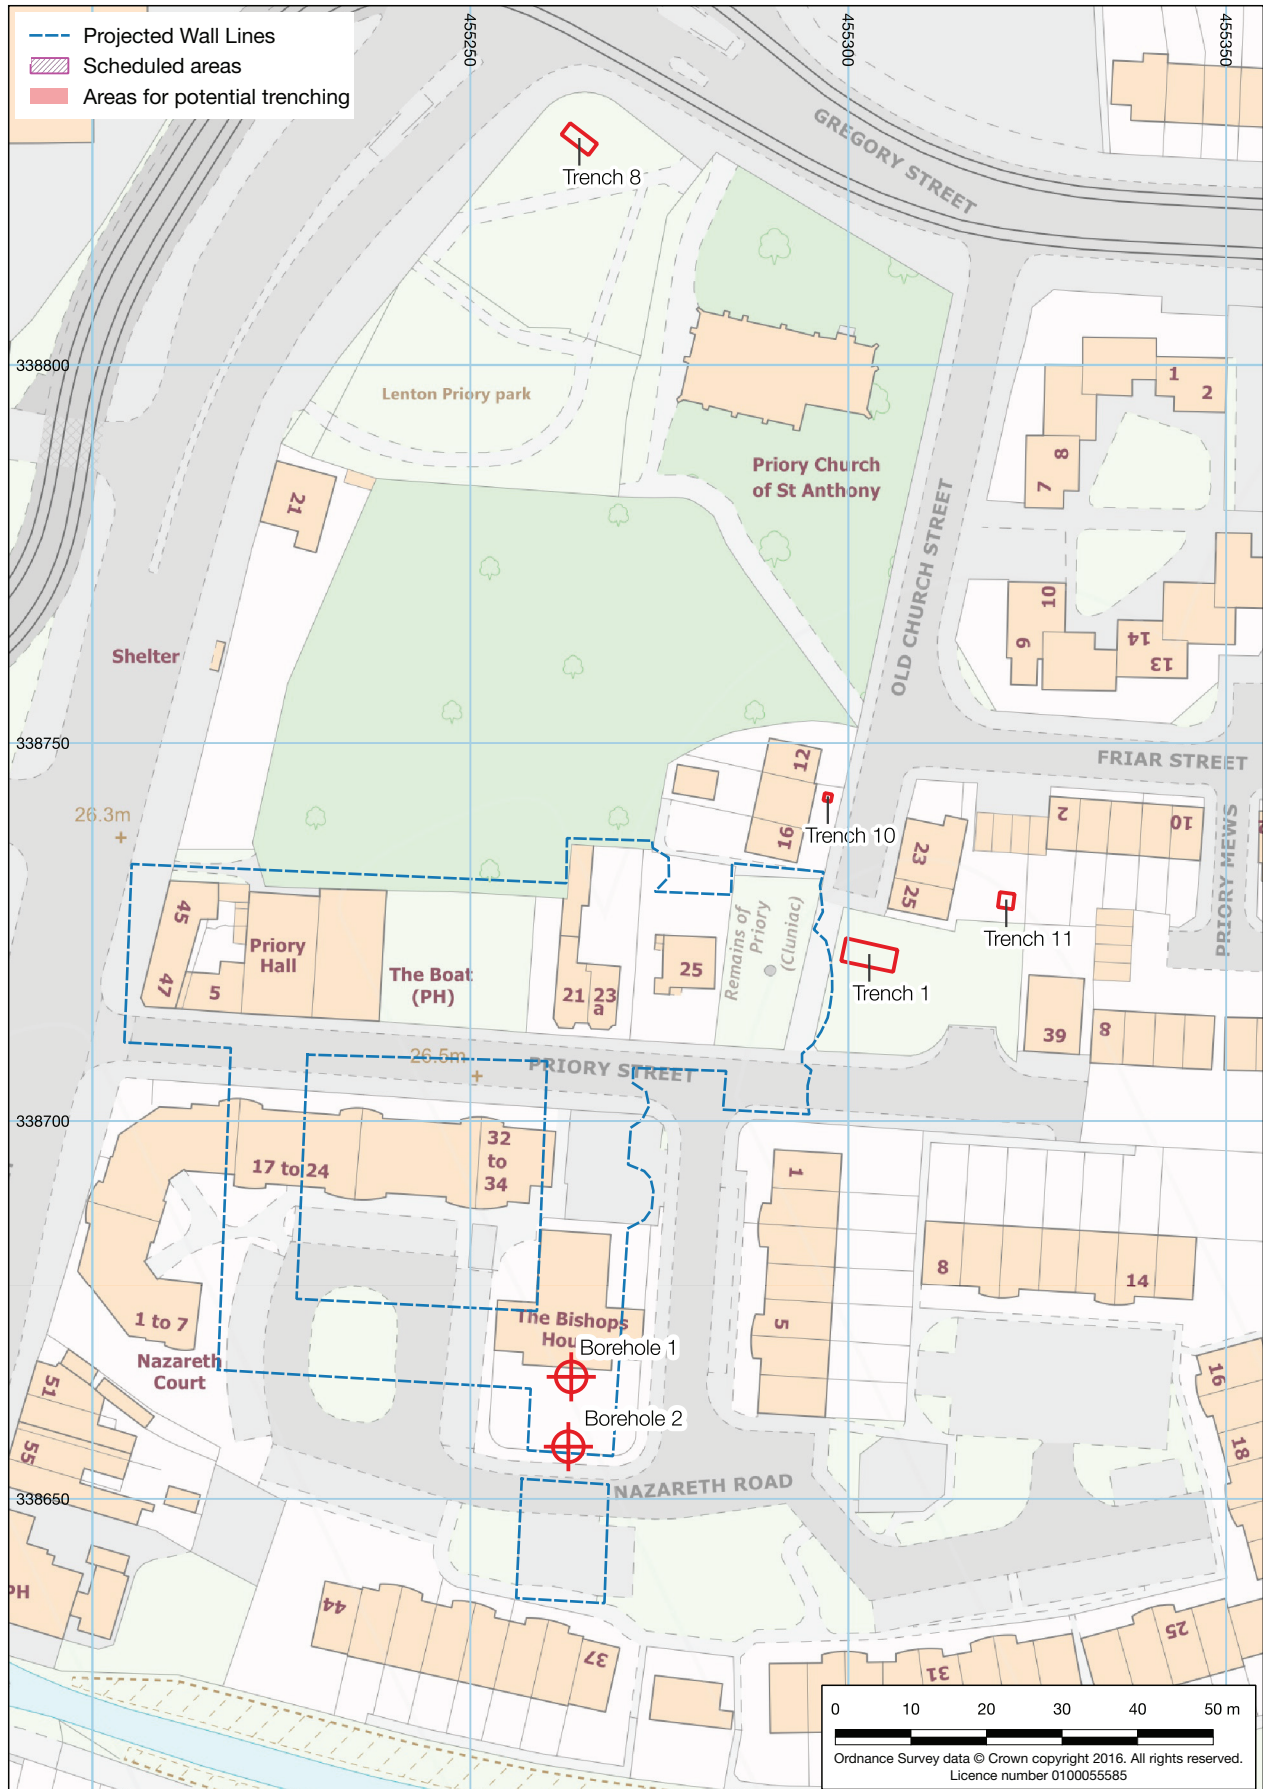 Projected Wall Lines
Scheduled areas
Areas for potential trenching
455250
455300
455350
GREGORY STREET
Trench 8
338800
Lenton Priory park
1
2
8
7
Priory Church
of St Anthony
21
OLD CHURCH STREET
10
9
14
13
Shelter
338750
FRIAR STREET
12
16
Trench 10
26.3m
2
10
23
25
PRIORY MEWS
45
47
5
Priory
Hall
The Boat
(PH)
21
23
a
25
Remains of
Priory
(Cluniac)
Trench 11
Trench 1
39
8
26.5m
PRIORY STREET
338700
17 to 24
32
to
34
1
5
8
14
1 to 7
Nazareth
Court
The Bishops
Borehole 1
Borehole 2
51
55
16
18
NAZARETH ROAD
338650
PH
44
37
31
25
0
10
20
30
40
50 m
Ordnance Survey data © Crown copyright 2016. All rights reserved.
Licence number 0100055585